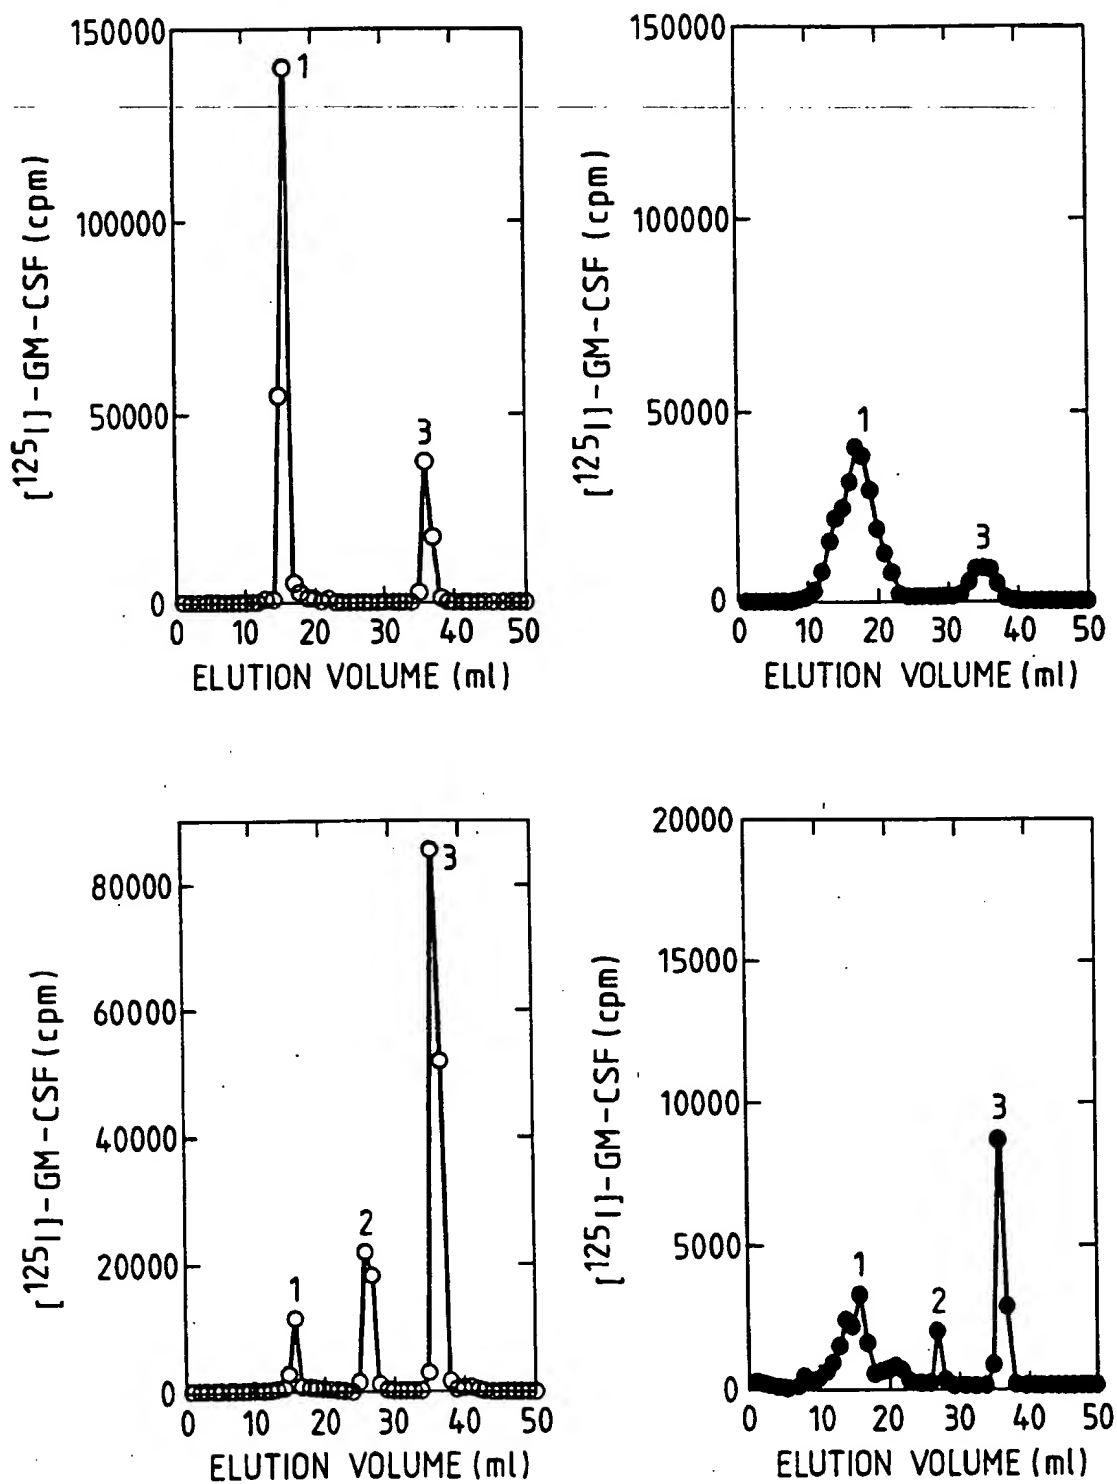 150000
100000
50000
0
[125I]-GM-CSF (cpm)
1
3
0 10 20 30 40 50
ELUTION VOLUME (ml)
150000
100000
50000
0
[125I]-GM-CSF (cpm)
1
3
0 10 20 30 40 50
ELUTION VOLUME (ml)
80000
60000
40000
20000
0
[125I]-GM-CSF (cpm)
1
2
3
0 10 20 30 40 50
ELUTION VOLUME (ml)
20000
15000
10000
5000
0
[125I]-GM-CSF (cpm)
1
2
3
0 10 20 30 40 50
ELUTION VOLUME (ml)